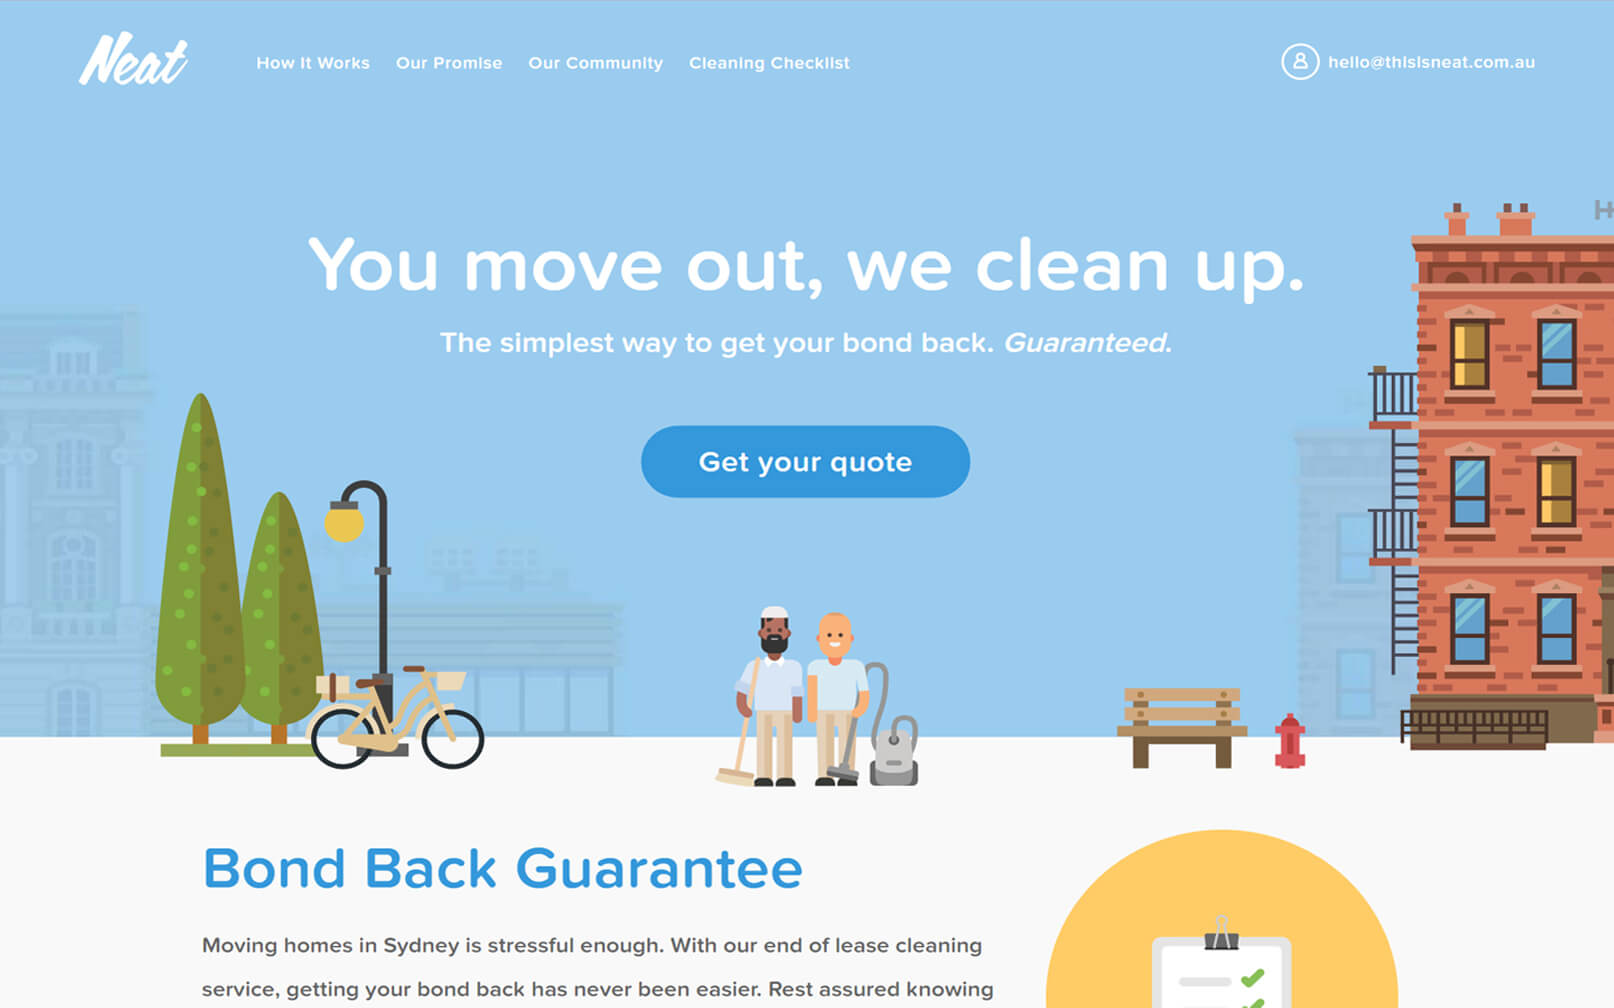 Neat
How It Works Our Promise Our Community Cleaning Checklist
hello@thisisneat.com.au
You move out, we clean up.
The simplest way to get your bond back. Guaranteed.
Get your quote
Bond Back Guarantee
Moving homes in Sydney is stressful enough. With our end of lease cleaning
service, getting your bond back has never been easier. Rest assured knowing